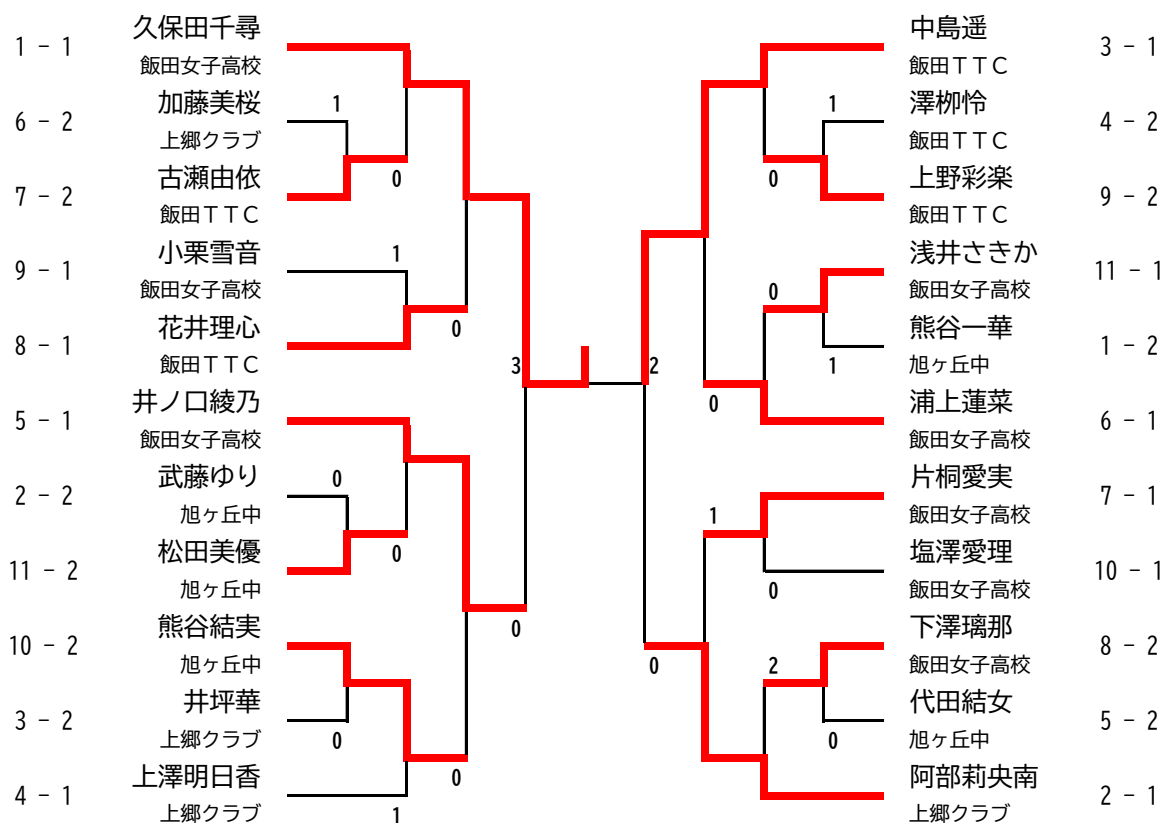 1 - 1 久保田千尋
飯田女子高校
6 - 2 加藤美桜 1
上郷クラブ
7 - 2 古瀬由依 0
飯田ＴＴＣ
9 - 1 小栗雪音 1
飯田女子高校
8 - 1 花井理心 0
飯田ＴＴＣ 3
5 - 1 井ノ口綾乃
飯田女子高校
2 - 2 武藤ゆり 0
旭ヶ丘中
11 - 2 松田美優 0
旭ヶ丘中
10 - 2 熊谷結実 0
旭ヶ丘中
3 - 2 井坪華
上郷クラブ 0
4 - 1 上澤明日香 0
上郷クラブ 1
中島遥 3 - 1
飯田ＴＴＣ
1 澤栁怜 4 - 2
飯田ＴＴＣ
0 上野彩楽 9 - 2
飯田ＴＴＣ
浅井さきか 11 - 1
0 飯田女子高校
熊谷一華 1 - 2
2 1 旭ヶ丘中
0 浦上蓮菜 6 - 1
飯田女子高校
片桐愛実 7 - 1
1 飯田女子高校
塩澤愛理 10 - 1
0 飯田女子高校
下澤璃那 8 - 2
0 2 飯田女子高校
代田結女 5 - 2
0 旭ヶ丘中
阿部莉央南 2 - 1
上郷クラブ